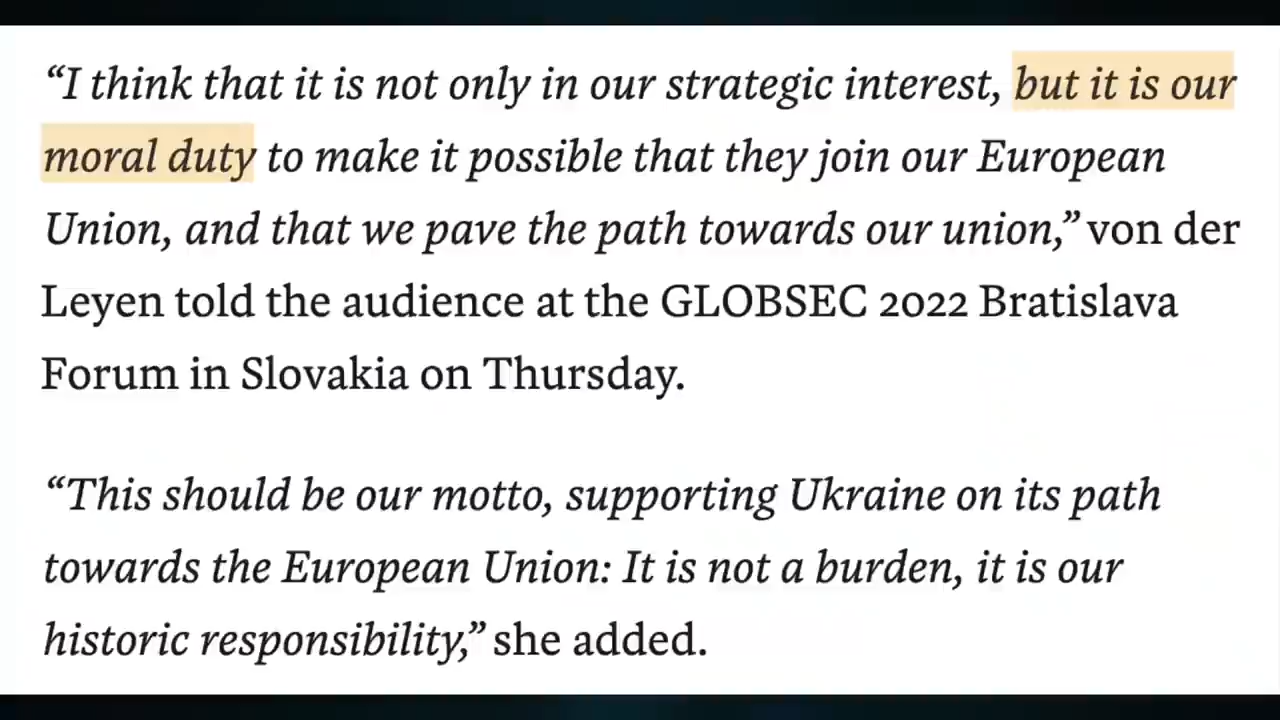 “I think that it is not only in our strategic interest, but it is our
moral duty to make it possible that they join our European
Union, and that we pave the path towards our union,” von der
Leyen told the audience at the GLOBSEC 2022 Bratislava
Forum in Slovakia on Thursday.
“This should be our motto, supporting Ukraine on its path
towards the European Union: It is not a burden, it is our
historic responsibility,” she added.